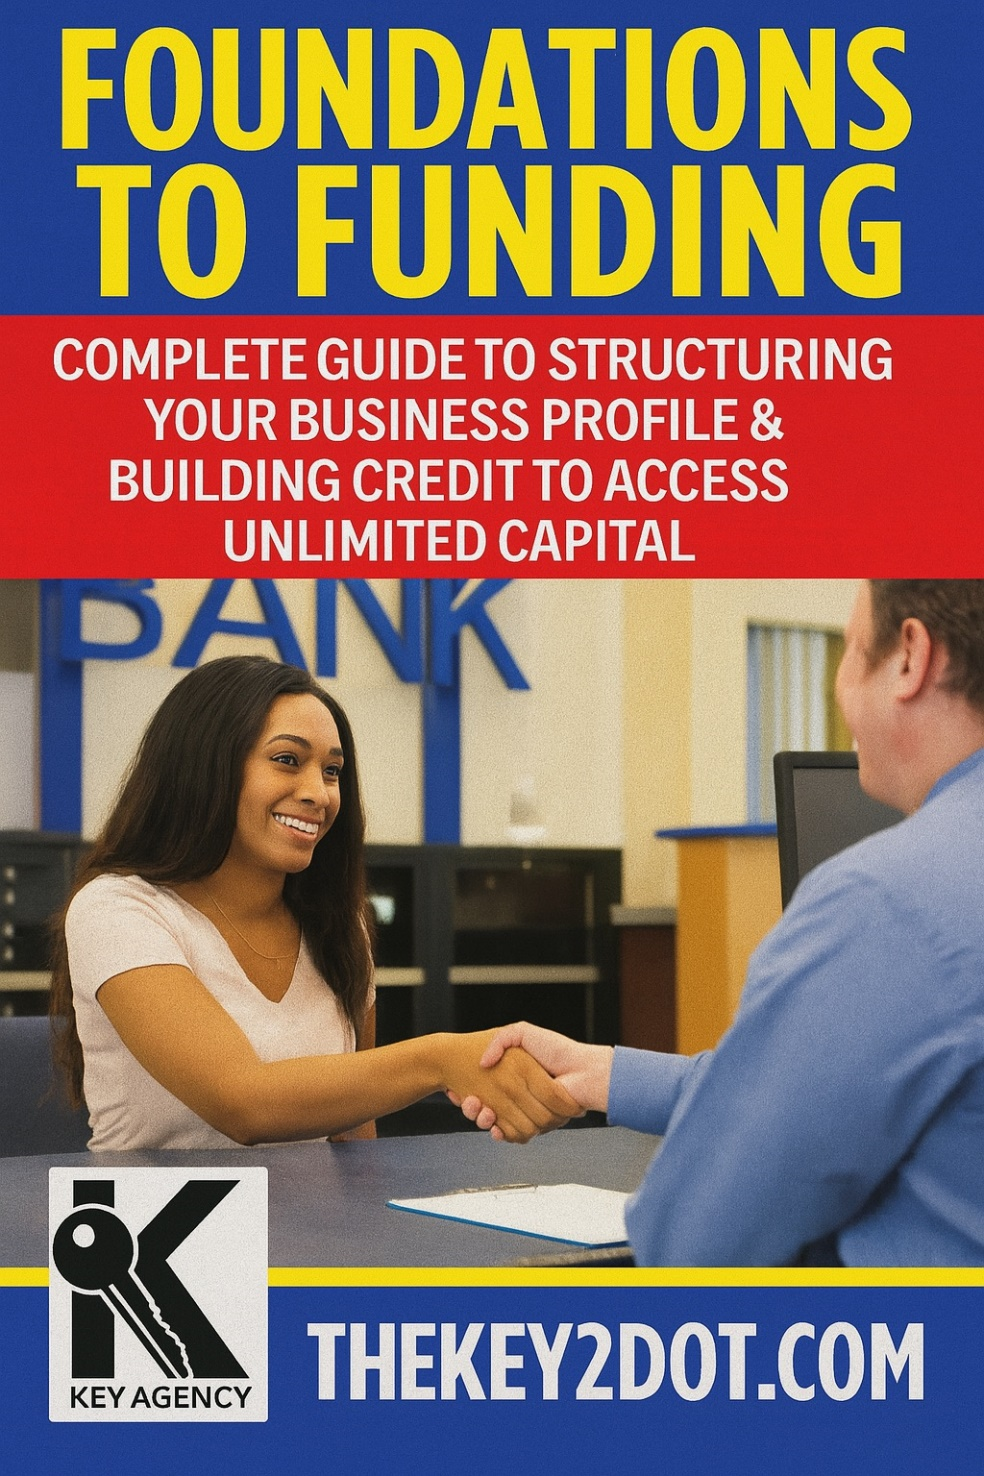 FOUNDATIONS
TO FUNDING
COMPLETE GUIDE TO STRUCTURING
YOUR BUSINESS PROFILE &
BUILDING CREDIT TO ACCESS
UNLIMITED CAPITAL
BANK
K
KEY AGENCY
THEKEY2DOT.COM